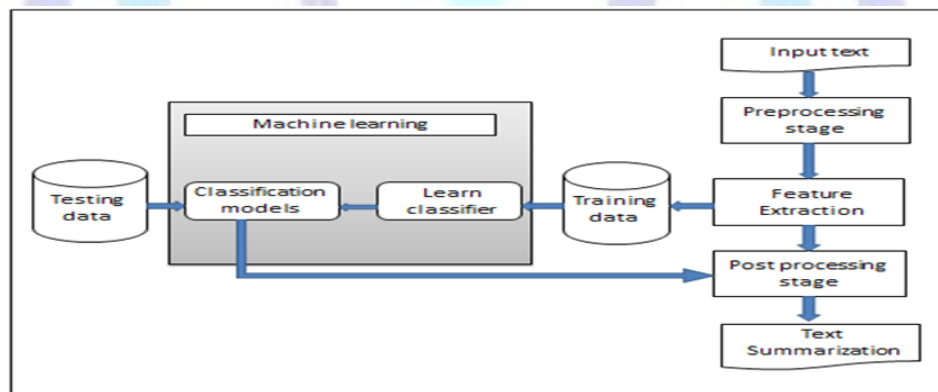 Input text
Preprocessing
stage
Machine learning
Testing
data
Classification
models
Learn
classifier
Training
data
Feature
Extraction
Post processing
stage
Text
Summarization